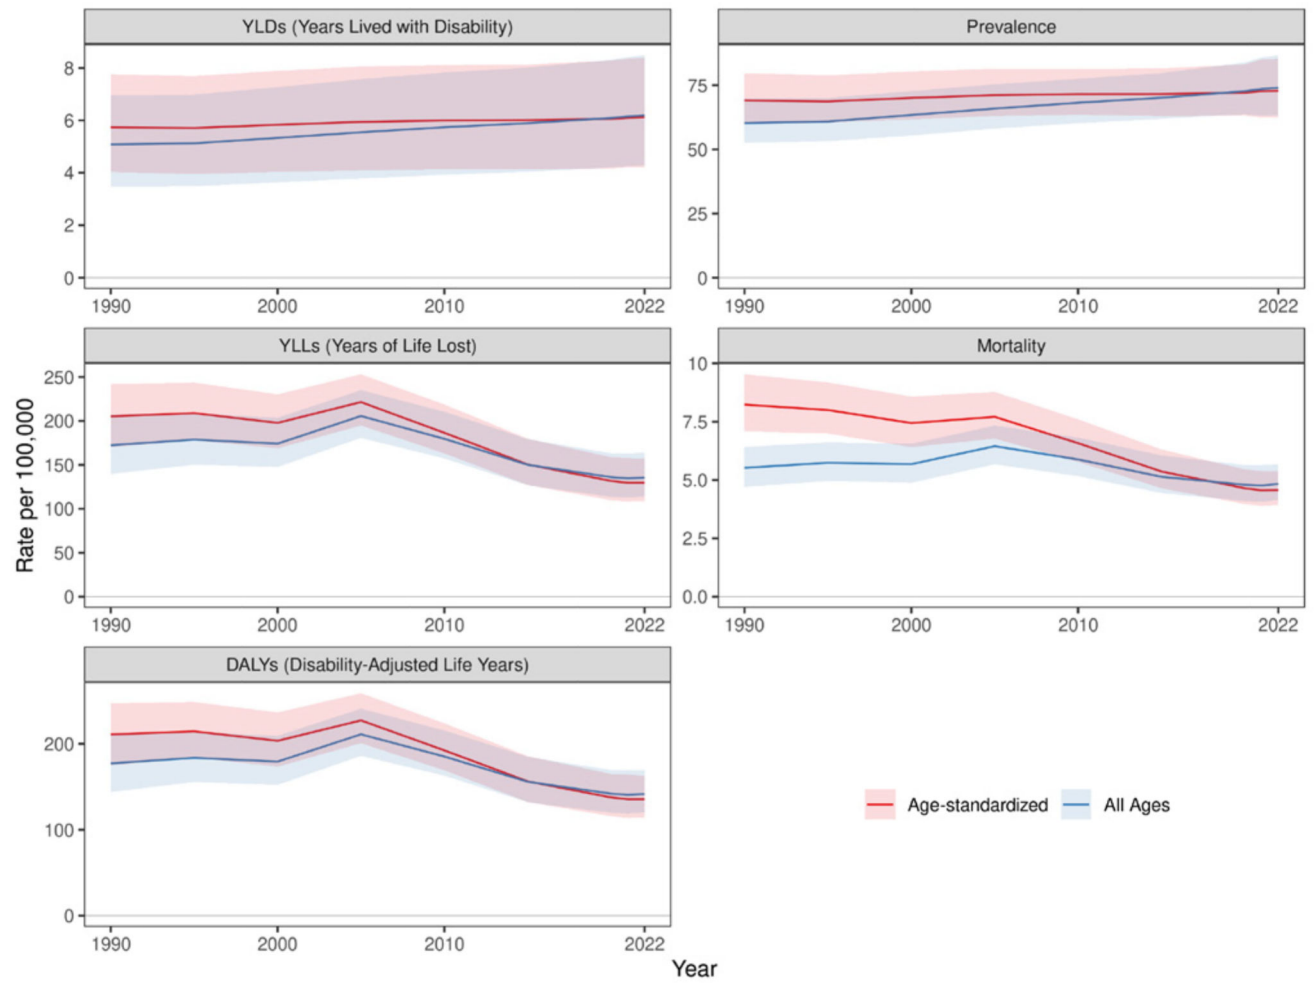 YLDs (Years Lived with Disability)
Prevalence
8
6
4
2
0
75
50
25
0
1990 2000 2010 2022
1990 2000 2010 2022
YLLs (Years of Life Lost)
Mortality
Rate per 100,000
250
200
150
100
50
0
10
7.5
5.0
2.5
0.0
1990 2000 2010 2022
1990 2000 2010 2022
DALYs (Disability-Adjusted Life Years)
200
100
0
Age-standardized All Ages
1990 2000 2010 2022
Year